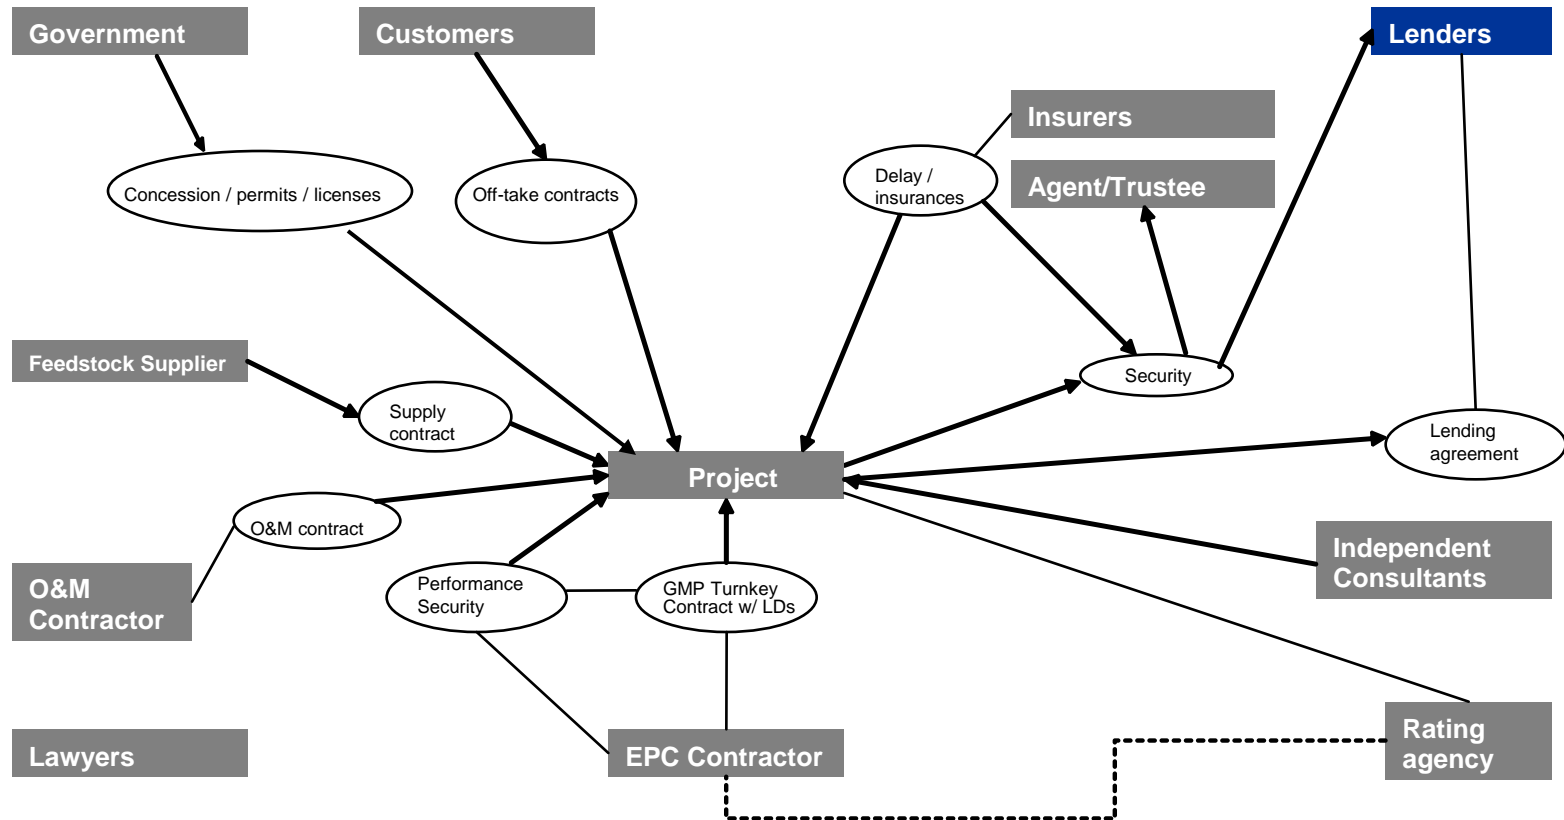 Government
Customers
Lenders
Insurers
Concession / permits / licenses
Off-take contracts
Delay /
insurances
Agent/Trustee
Feedstock Supplier
Security
Supply
contract
Lending
agreement
Project
O&M contract
Independent
Consultants
O&M
Contractor
Performance
Security
GMP Turnkey
Contract w/ LDs
Lawyers
EPC Contractor
Rating
agency